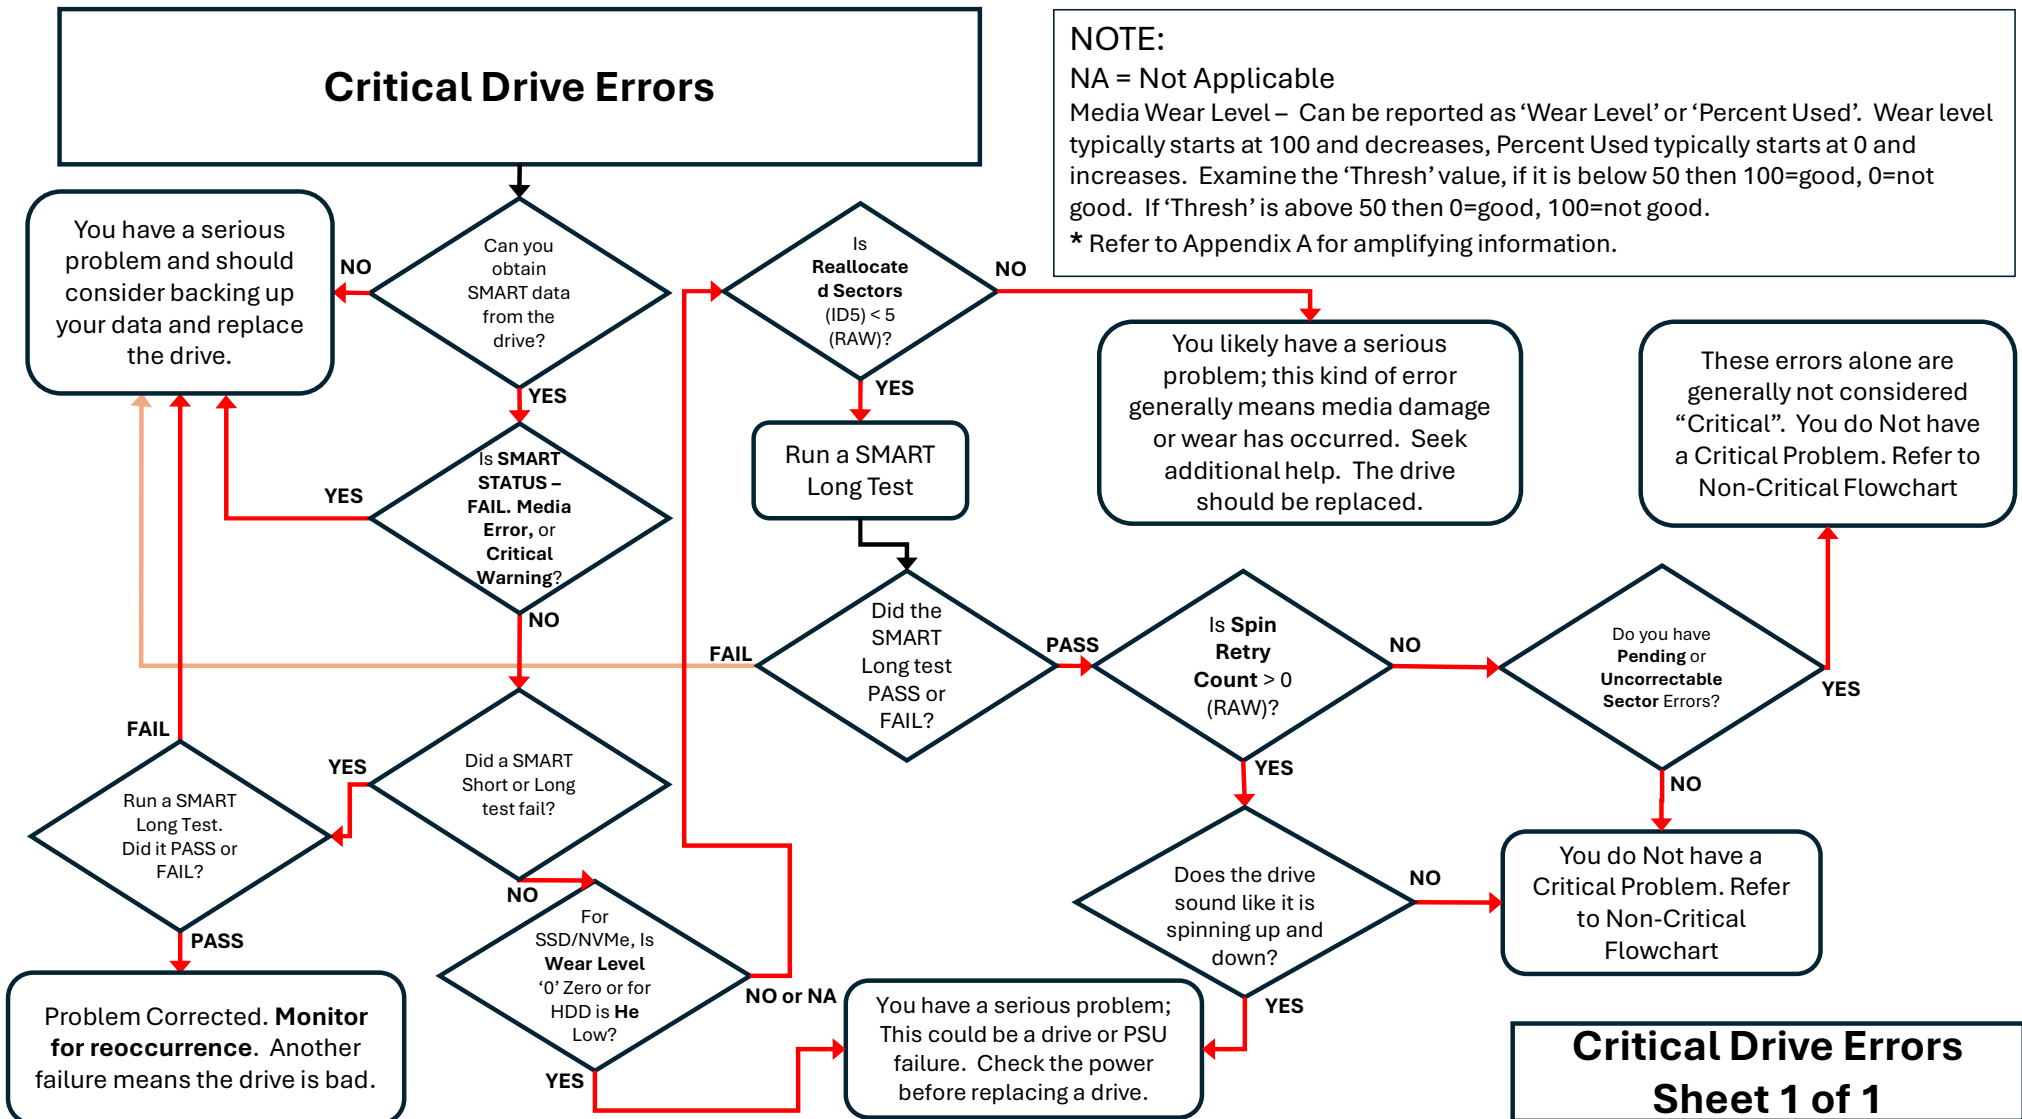 Critical Drive Errors
NOTE:
NA = Not Applicable
Media Wear Level – Can be reported as ‘Wear Level’ or ‘Percent Used’. Wear level
typically starts at 100 and decreases, Percent Used typically starts at 0 and
increases. Examine the ‘Thresh’ value, if it is below 50 then 100=good, 0=not
good. If ‘Thresh’ is above 50 then 0=good, 100=not good.
* Refer to Appendix A for amplifying information.
You have a serious
problem and should
consider backing up
your data and replace
the drive.
NO
Can you
obtain
SMART data
from the
drive?
YES
Is
Reallocate
d Sectors
(ID5) < 5
(RAW)?
NO
YES
You likely have a serious
problem; this kind of error
generally means media damage
or wear has occurred. Seek
additional help. The drive
should be replaced.
These errors alone are
generally not considered
“Critical”. You do Not have
a Critical Problem. Refer to
Non-Critical Flowchart
YES
Is SMART
STATUS –
FAIL. Media
Error, or
Critical
Warning?
NO
Run a SMART
Long Test
FAIL
Did the
SMART
Long test
PASS or
FAIL?
PASS
Is Spin
Retry
Count > 0
(RAW)?
NO
YES
Do you have
Pending or
Uncorrectable
Sector Errors?
YES
NO
FAIL
Run a SMART
Long Test.
Did it PASS or
FAIL?
PASS
YES
Did a SMART
Short or Long
test fail?
NO
For
SSD/NVMe, Is
Wear Level
‘0’ Zero or for
HDD is He
Low?
NO or NA
YES
Does the drive
sound like it is
spinning up and
down?
NO
YES
You do Not have a
Critical Problem. Refer
to Non-Critical
Flowchart
Problem Corrected. Monitor
for reoccurrence. Another
failure means the drive is bad.
You have a serious problem;
This could be a drive or PSU
failure. Check the power
before replacing a drive.
Critical Drive Errors
Sheet 1 of 1